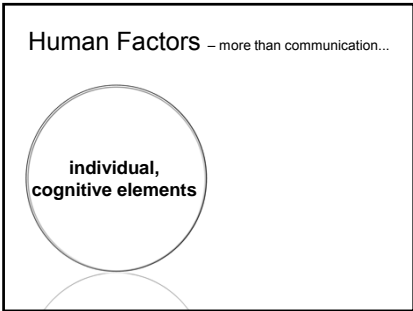 Human Factors – more than communication...
individual,
cognitive elements